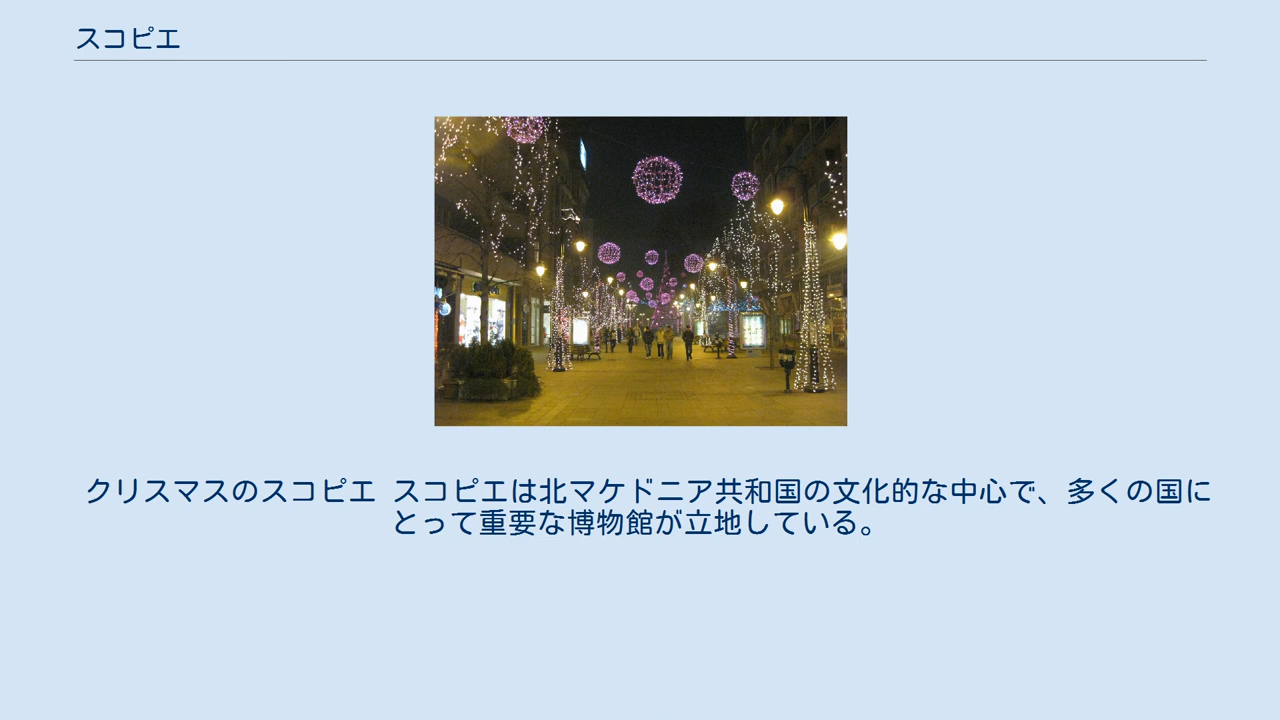 スコピエ
クリスマスのスコピエ スコピエは北マケドニア共和国の文化的な中心で、多くの国に
とって重要な博物館が立地している。